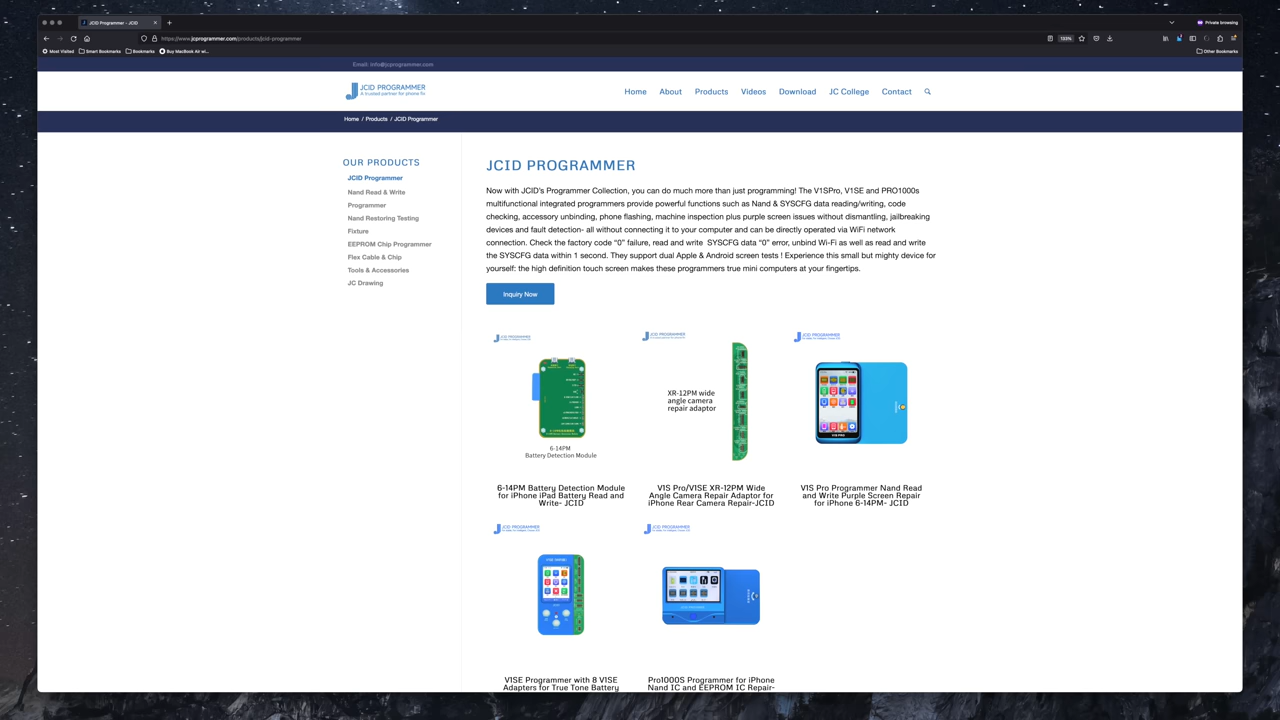 JCID Programmer - JCID
Private browsing
https://www.jcprogrammer.com/products/jcid-programmer
133%
Most Visited
Smart Bookmarks
Bookmarks
Buy MacBook Air wi...
Other Bookmarks
Email: info@jcprogrammer.com
JCID PROGRAMMER
A trusted partner for phone fix
Home
About
Products
Videos
Download
JC College
Contact
Home / Products / JCID Programmer
OUR PRODUCTS
JCID Programmer
Nand Read & Write
Programmer
Nand Restoring Testing
Fixture
EEPROM Chip Programmer
Flex Cable & Chip
Tools & Accessories
JC Drawing
JCID PROGRAMMER
Now with JCID's Programmer Collection, you can do much more than just programming! The V1SPro, V1SE and PRO1000s
multifunctional integrated programmers provide powerful functions such as Nand & SYSCFG data reading/writing, code
checking, accessory unbinding, phone flashing, machine inspection plus purple screen issues without dismantling, jailbreaking
devices and fault detection- all without connecting it to your computer and can be directly operated via WiFi network
connection. Check the factory code "0" failure, read and write SYSCFG data "0" error, unbind Wi-Fi as well as read and write
the SYSCFG data within 1 second. They support dual Apple & Android screen tests ! Experience this small but mighty device for
yourself: the high definition touch screen makes these programmers true mini computers at your fingertips.
Inquiry Now
JCID PROGRAMMER
JCID PROGRAMMER
JCID PROGRAMMER
XR-12PM wide
angle camera
repair adaptor
6-14PM
Battery Detection Module
6-14PM Battery Detection Module
for iPhone iPad Battery Read and
Write- JCID
V1S Pro/V1SE XR-12PM Wide
Angle Camera Repair Adaptor for
iPhone Rear Camera Repair-JCID
V1S Pro Programmer Nand Read
and Write Purple Screen Repair
for iPhone 6-14PM- JCID
JCID PROGRAMMER
JCID PROGRAMMER
V1SE Programmer with 8 V1SE
Adapters for True Tone Battery
Pro1000S Programmer for iPhone
Nand IC and EEPROM IC Repair-